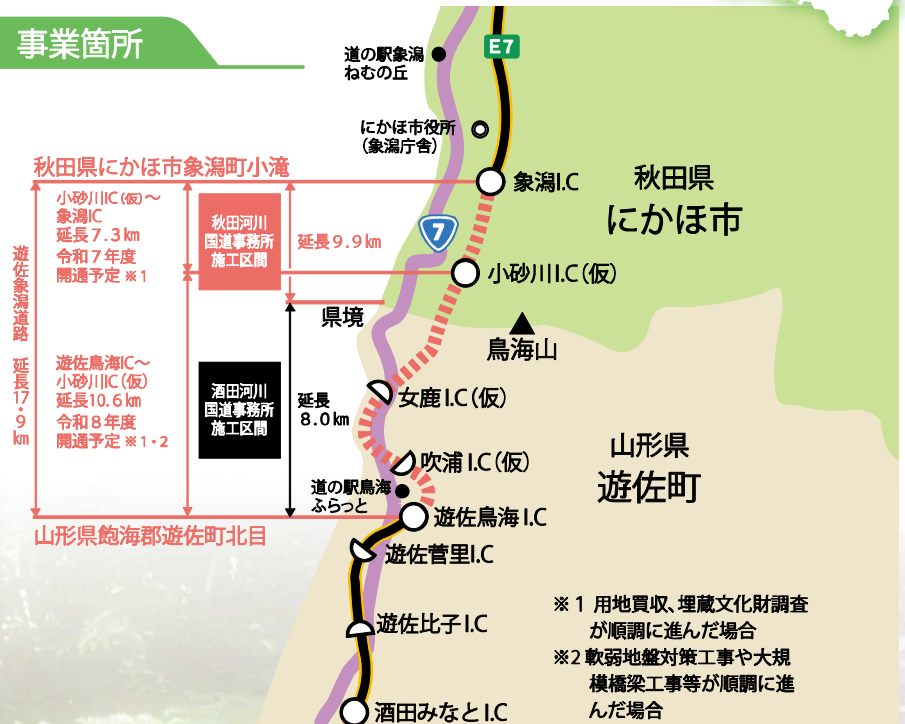 事業箇所
道の駅象潟
ねむの丘
E7
にかほ市役所
（象潟庁舎）
秋田県にかほ市象潟町小滝
象潟I.C
秋田県
にかほ市
小砂川IC(仮)～
象潟IC
延長7.3㎞
令和7年度
開通予定 ※1
秋田河川
国道事務所
施工区間
延長9.9㎞
7
小砂川I.C（仮）
県境
鳥海山
遊佐象潟道路 延長17.9㎞
遊佐鳥海IC～
小砂川IC（仮）
延長10.6㎞
令和8年度
開通予定 ※1・2
酒田河川
国道事務所
施工区間
延長
8.0㎞
女鹿I.C（仮）
吹浦I.C（仮）
山形県
遊佐町
道の駅鳥海
ふらっと
遊佐鳥海I.C
山形県飽海郡遊佐町北目
遊佐菅里I.C
遊佐比子I.C
酒田みなとI.C
※1 用地買収、埋蔵文化財調査
が順調に進んだ場合
※2 軟弱地盤対策工事や大規
模橋梁工事等が順調に進
んだ場合